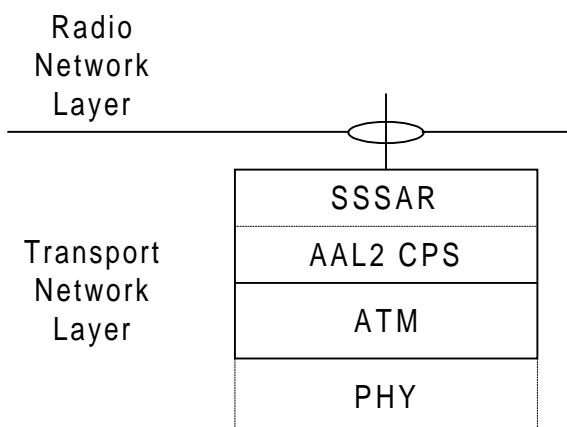 Radio
Network
Layer
SSSAR
AAL2 CPS
Transport
Network
Layer
ATM
PHY